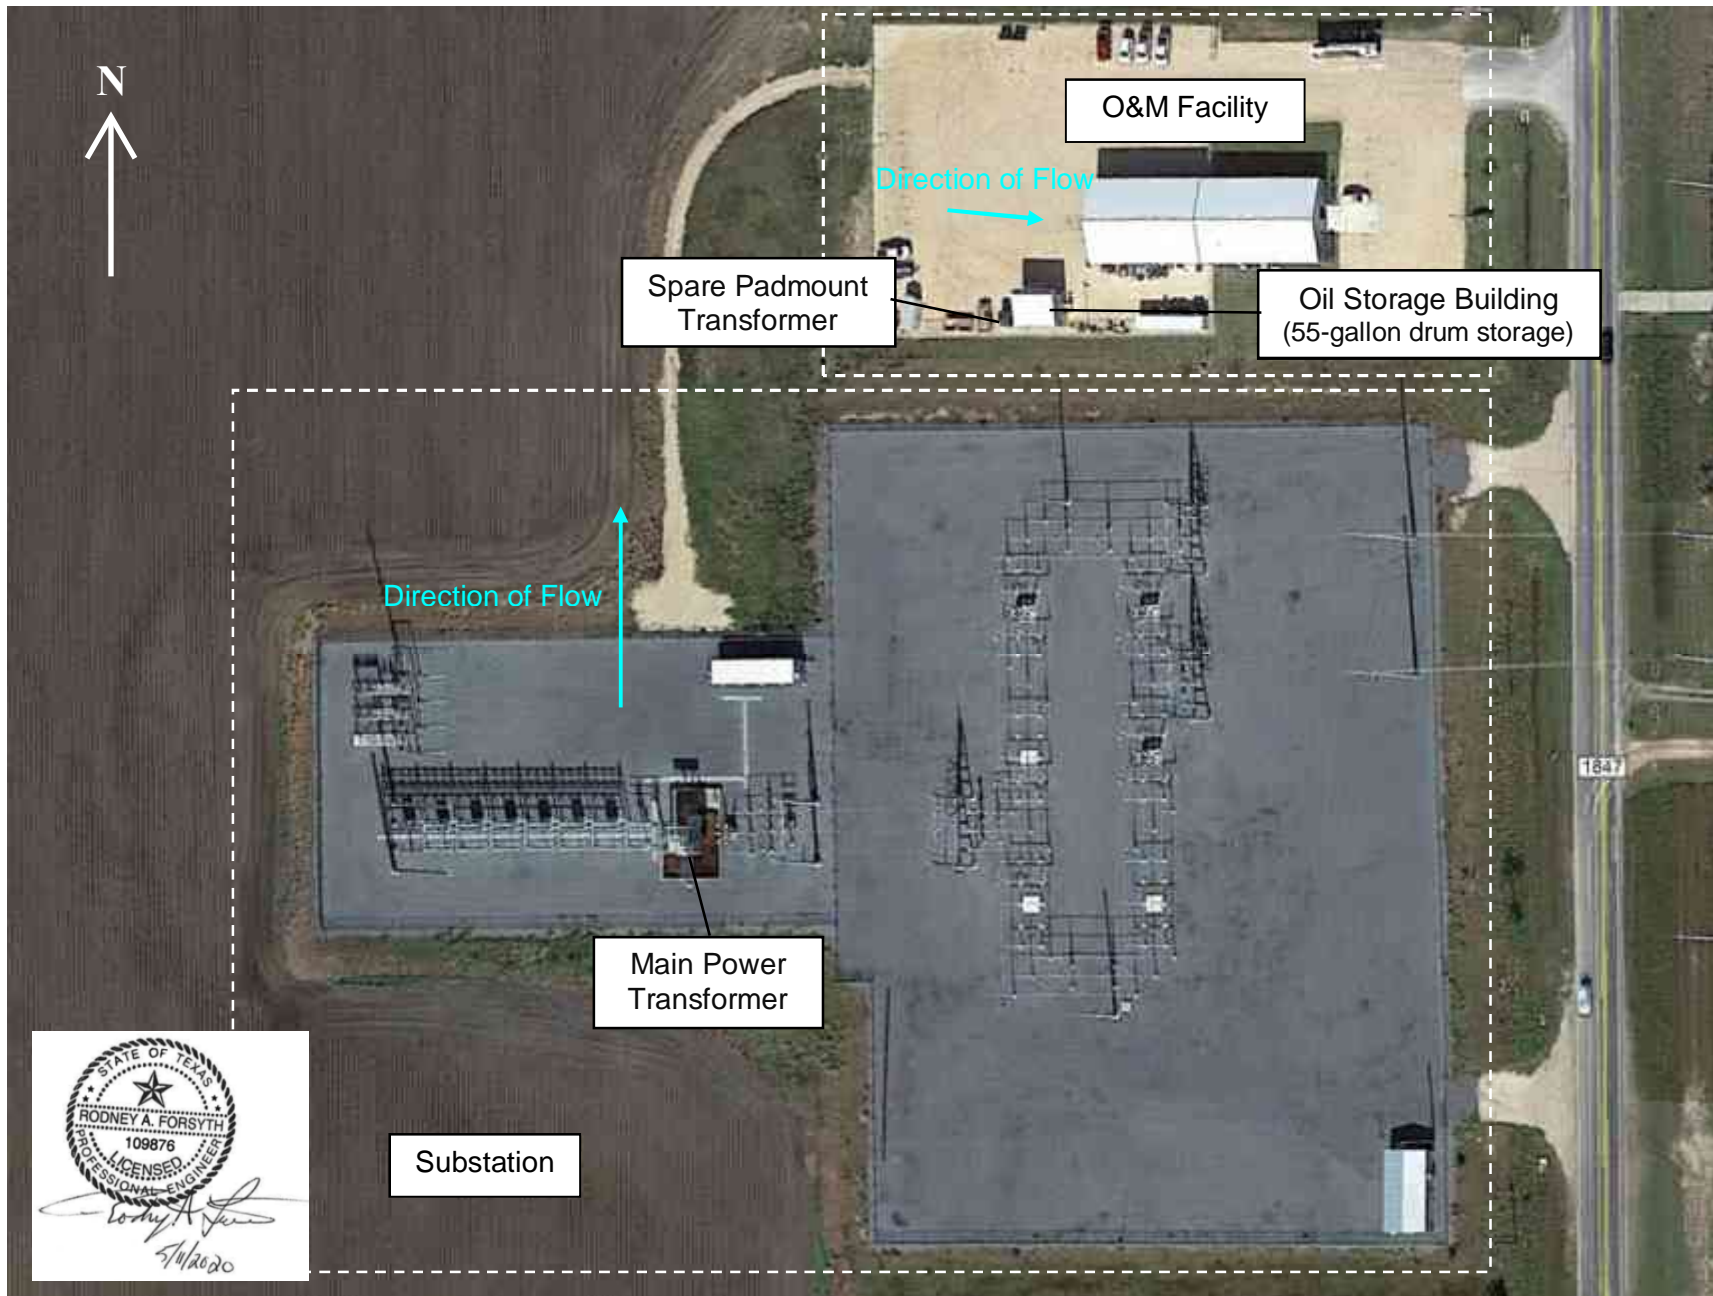 N
O&M Facility
Direction of Flow
Spare Padmount
Transformer
Oil Storage Building
(55-gallon drum storage)
Direction of Flow
1847
Main Power
Transformer
Substation
STATE OF TEXAS
RODNEY A. FORSYTH
109876
LICENSED
PROFESSIONAL ENGINEER
5/11/2020